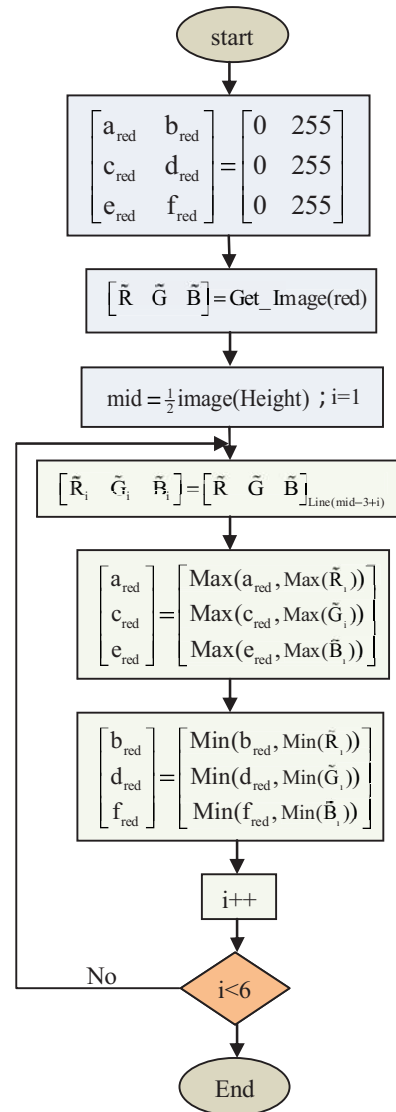 start
[a_red b_red] = [0 255]
[c_red d_red] = [0 255]
[e_red f_red] = [0 255]
[R̃ G̃ B̃]=Get_Image(red)
mid = ½ image(Height) ; i=1
[R̃_i G̃_i B̃_i]=[R̃ G̃ B̃]_Line(mid−3+i)
[a_red] = [Max(a_red, Max(R̃_i))]
[c_red] = [Max(c_red, Max(G̃_i))]
[e_red] = [Max(e_red, Max(B̃_i))]
[b_red] = [Min(b_red, Min(R̃_i))]
[d_red] = [Min(d_red, Min(G̃_i))]
[f_red] = [Min(f_red, Min(B̃_i))]
i++
No
i<6
End